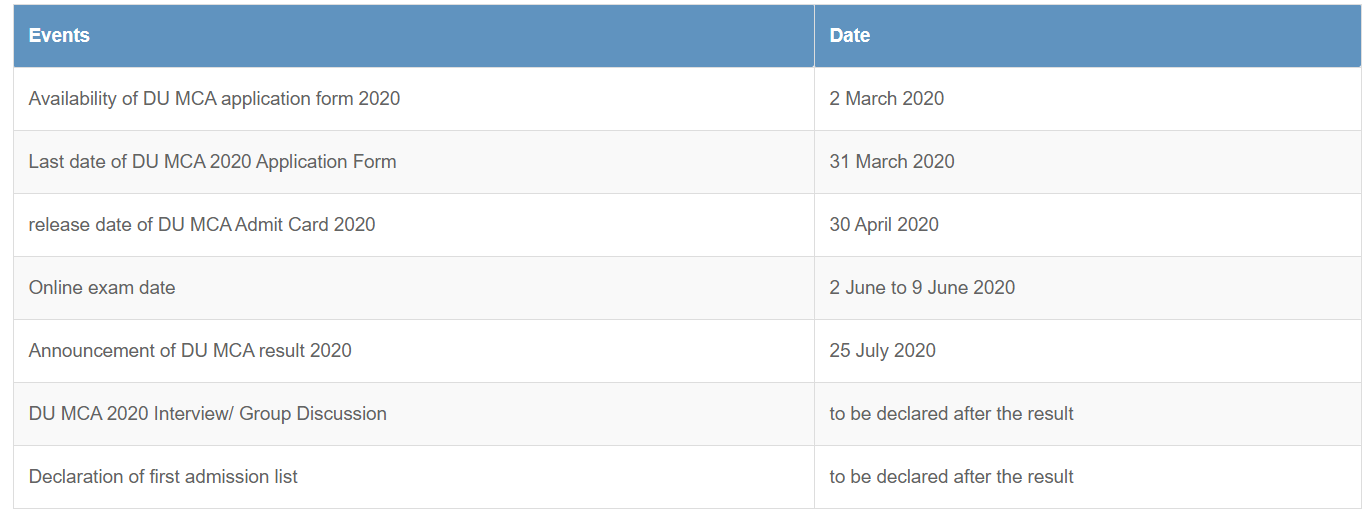 Events Date
Availability of DU MCA application form 2020 2 March 2020
Last date of DU MCA 2020 Application Form 31 March 2020
release date of DU MCA Admit Card 2020 30 April 2020
Online exam date 2 June to 9 June 2020
Announcement of DU MCA result 2020 25 July 2020
DU MCA 2020 Interview/ Group Discussion to be declared after the result
Declaration of first admission list to be declared after the result